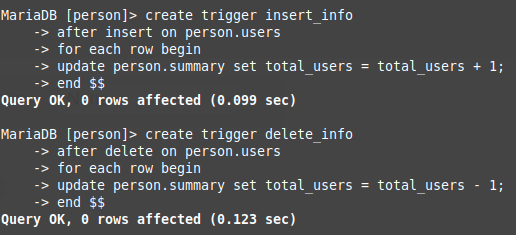 MariaDB [person]> create trigger insert_info
-> after insert on person.users
-> for each row begin
-> update person.summary set total_users = total_users + 1;
-> end $$
Query OK, 0 rows affected (0.099 sec)
MariaDB [person]> create trigger delete_info
-> after delete on person.users
-> for each row begin
-> update person.summary set total_users = total_users - 1;
-> end $$
Query OK, 0 rows affected (0.123 sec)